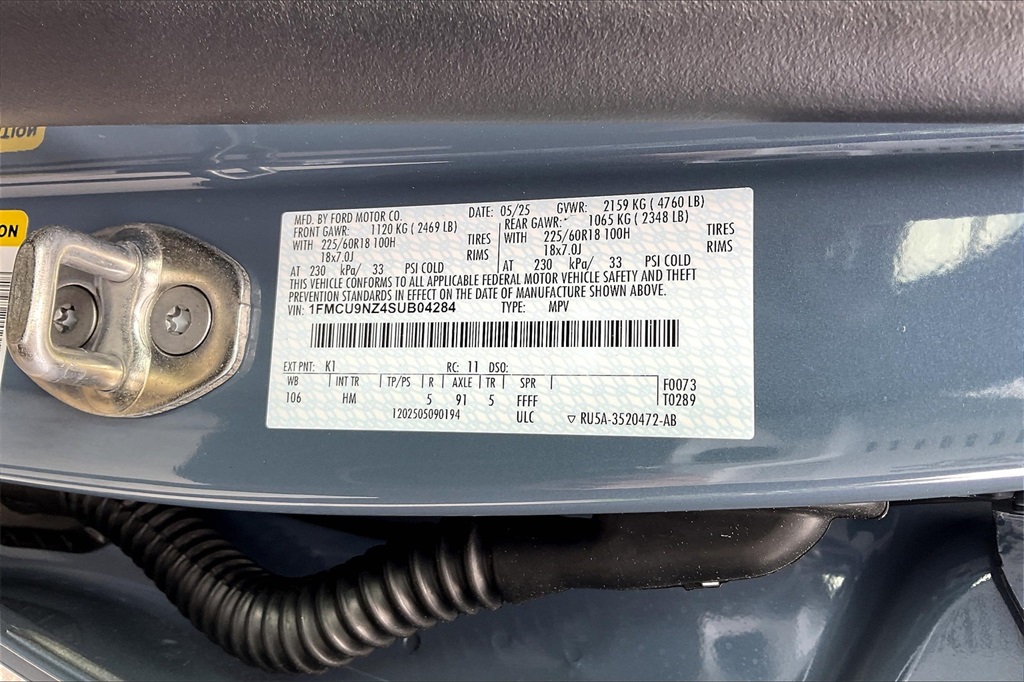 MFD. BY FORD MOTOR CO. DATE: 05/25 GVWR: 2159 KG ( 4760 LB)
FRONT GAWR: 1120 KG ( 2469 LB) REAR GAWR: 1065 KG ( 2348 LB)
WITH 225/60R18 100H TIRES WITH 225/60R18 100H TIRES
18x7.0J RIMS 18x7.0J RIMS
AT 230 kPa/ 33 PSI COLD AT 230 kPa/ 33 PSI COLD
THIS VEHICLE CONFORMS TO ALL APPLICABLE FEDERAL MOTOR VEHICLE SAFETY AND THEFT
PREVENTION STANDARDS IN EFFECT ON THE DATE OF MANUFACTURE SHOWN ABOVE.
VIN: 1FMCU9NZ4SUB04284 TYPE: MPV
EXT PNT: K1 RC: 11 DSO:
WB INT TR TP/PS R AXLE TR SPR F0073
106 HM 5 91 5 FFFF T0289
1202505090194 ULC RU5A-3520472-AB